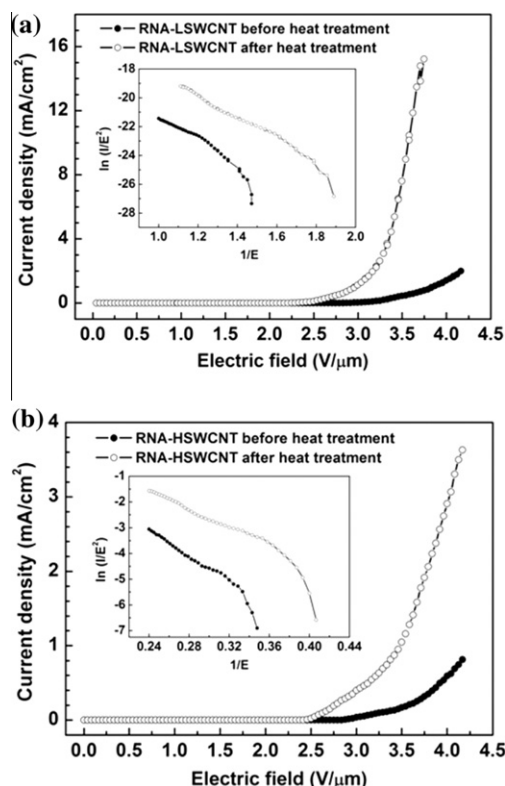 (a)
RNA-LSWCNT before heat treatment
RNA-LSWCNT after heat treatment
Current density (mA/cm²)
16
12
8
4
2
0
ln (I/E²)
-18
-20
-22
-24
-26
-28
1.0 1.2 1.4 1.6 1.8 2.0
1/E
0.0 0.5 1.0 1.5 2.0 2.5 3.0 3.5 4.0 4.5
Electric field (V/μm)
(b)
RNA-HSWCNT before heat treatment
RNA-HSWCNT after heat treatment
Current density (mA/cm²)
4
3
2
1
0
ln (I/E²)
-1
-2
-3
-4
-5
-6
-7
0.24 0.28 0.32 0.36 0.40 0.44
1/E
0.0 0.5 1.0 1.5 2.0 2.5 3.0 3.5 4.0 4.5
Electric field (V/μm)